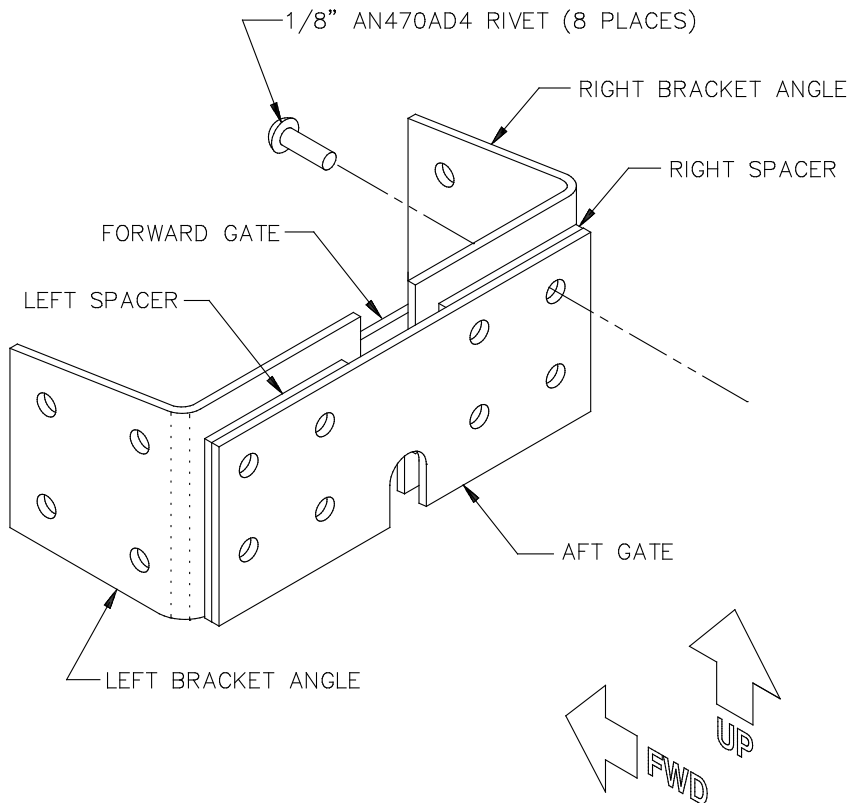 1/8” AN470AD4 RIVET (8 PLACES)
RIGHT BRACKET ANGLE
RIGHT SPACER
FORWARD GATE
LEFT SPACER
AFT GATE
LEFT BRACKET ANGLE
UP
FWD